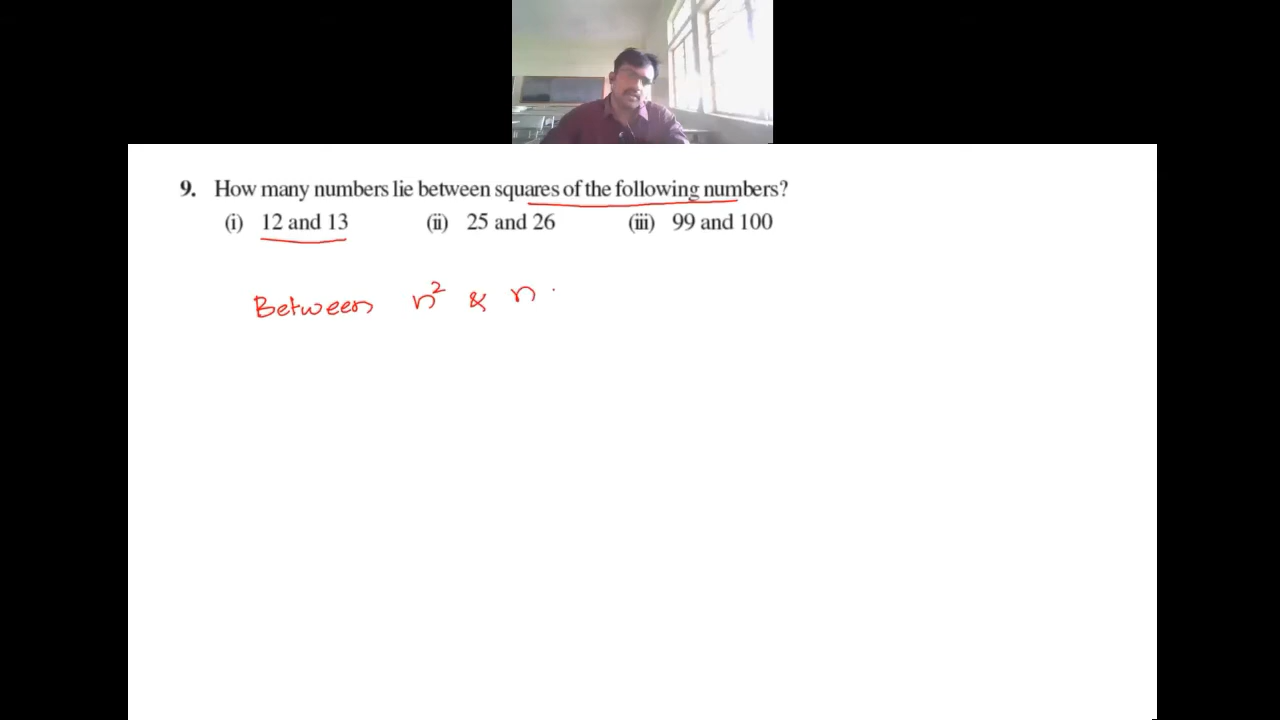 9. How many numbers lie between squares of the following numbers?
(i) 12 and 13 (ii) 25 and 26 (iii) 99 and 100
Between n² & n